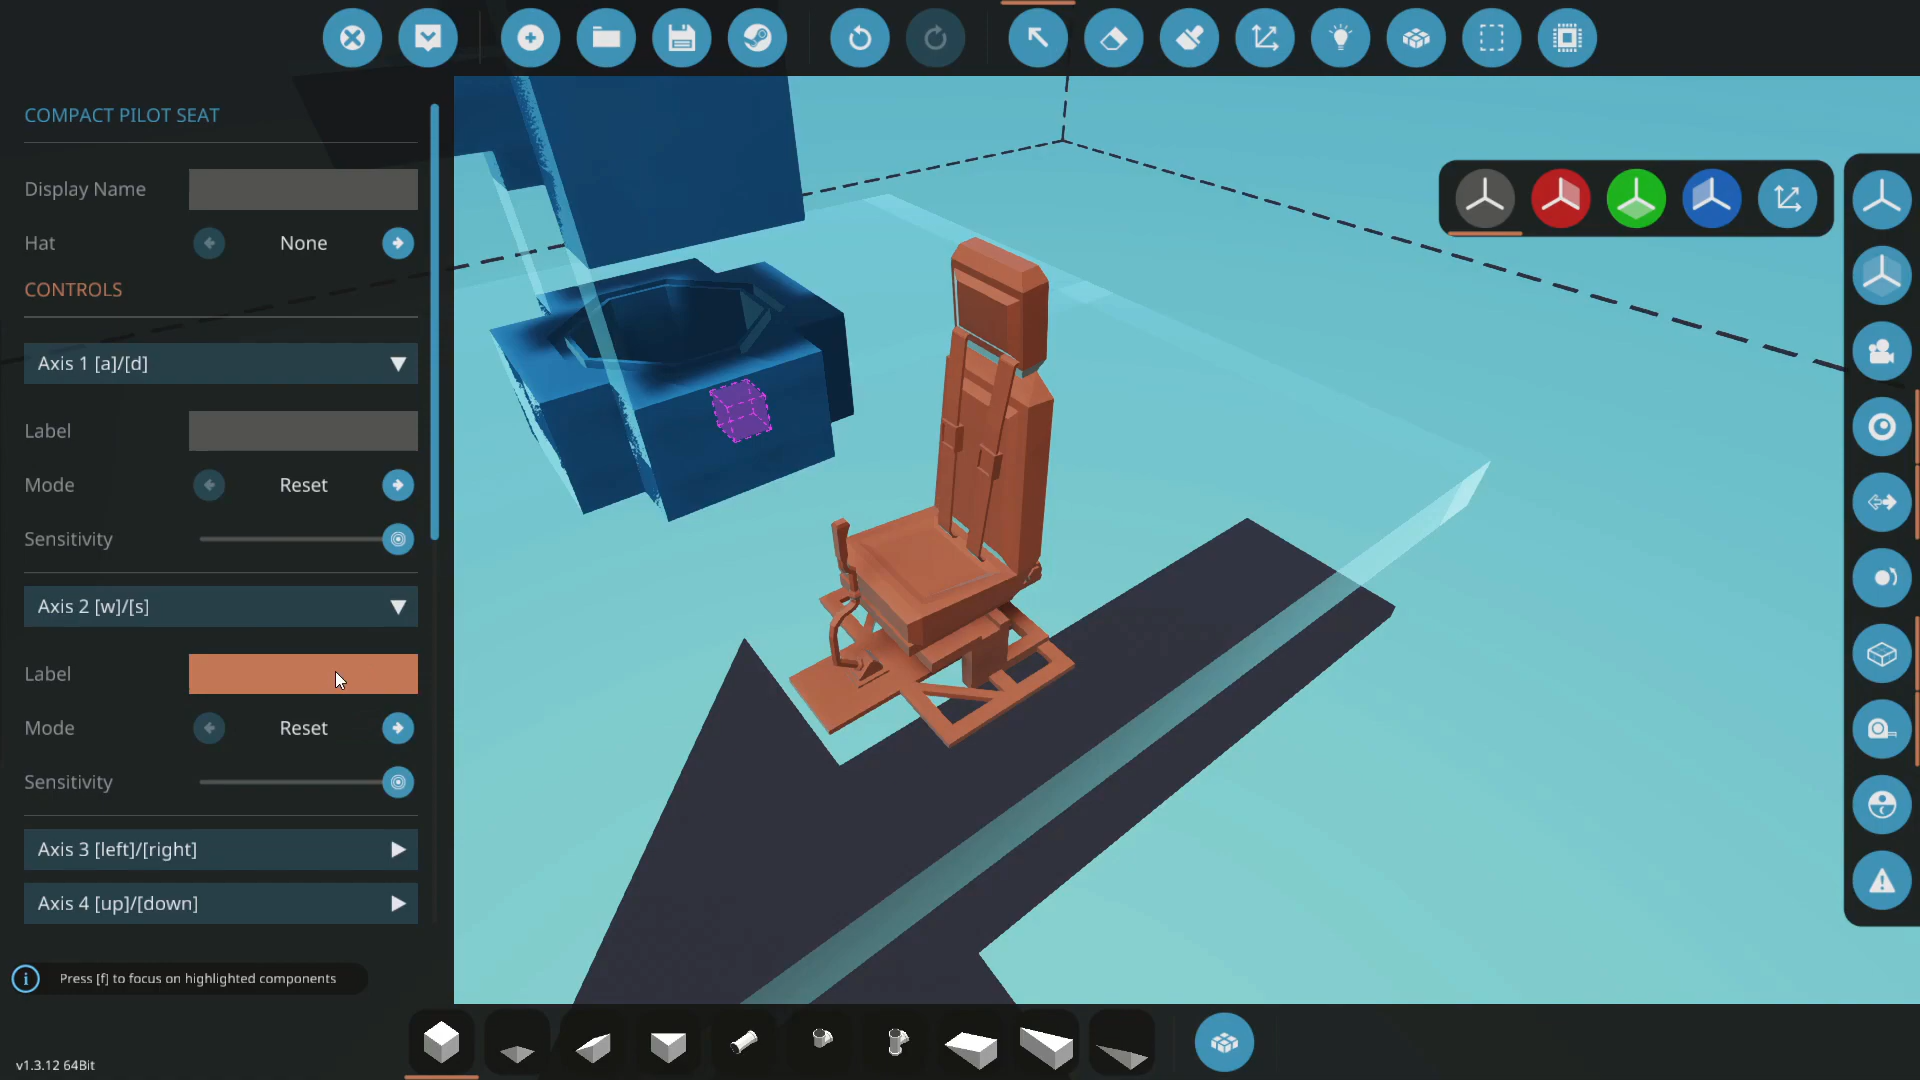 COMPACT PILOT SEAT
Display Name
Hat None
CONTROLS
Axis 1 [a]/[d]
Label
Mode Reset
Sensitivity
Axis 2 [w]/[s]
Label
Mode Reset
Sensitivity
Axis 3 [left]/[right]
Axis 4 [up]/[down]
Press [f] to focus on highlighted components
v1.3.12 64Bit